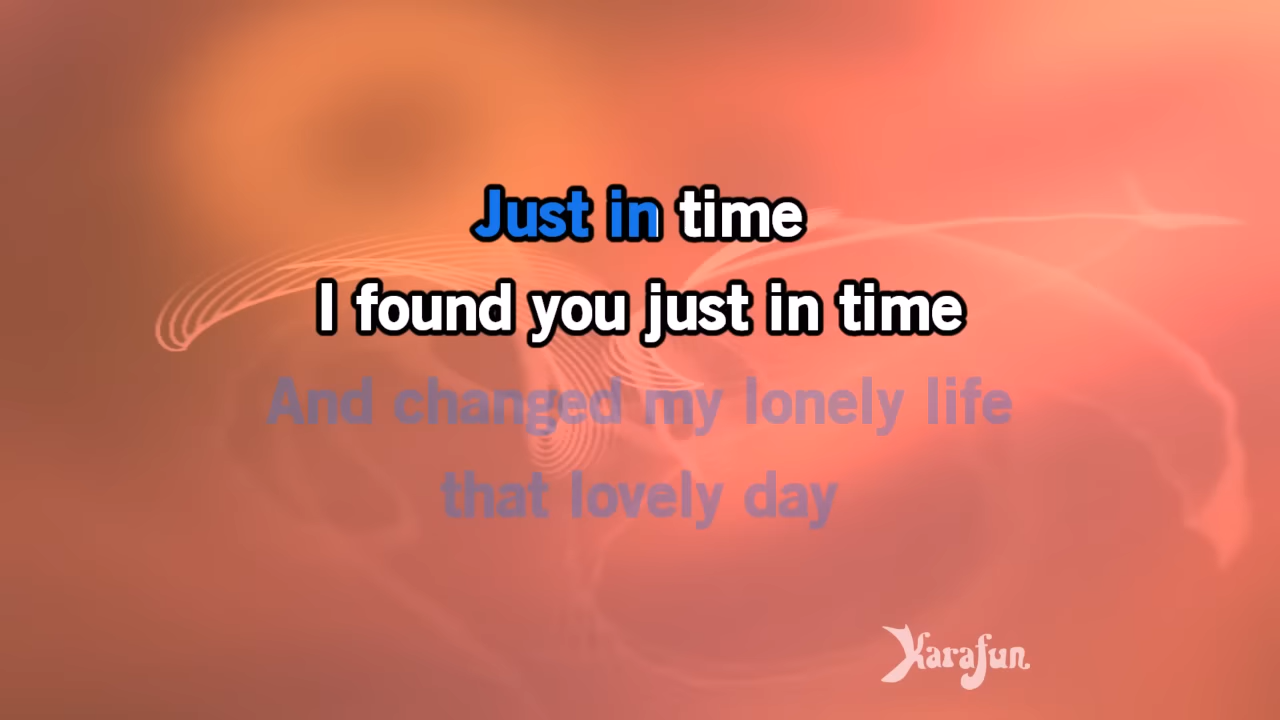 Just in time
I found you just in time
And changed my lonely life
that lovely day
Karafun